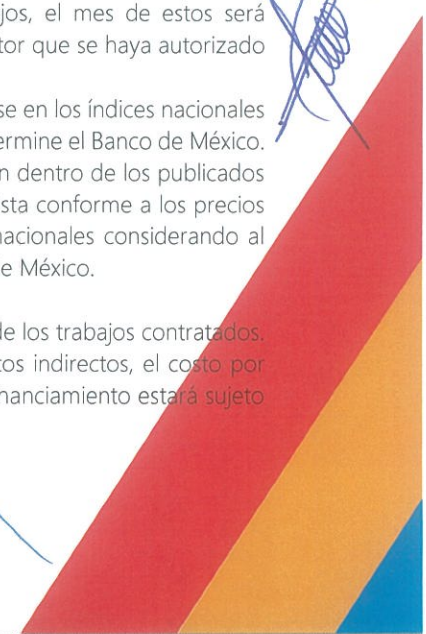 jos, el mes de estos será
tor que se haya autorizado
se en los índices nacionales
ermine el Banco de México.
n dentro de los publicados
sta conforme a los precios
nacionales considerando al
e México.
de los trabajos contratados.
tos indirectos, el costo por
nanciamiento estará sujeto